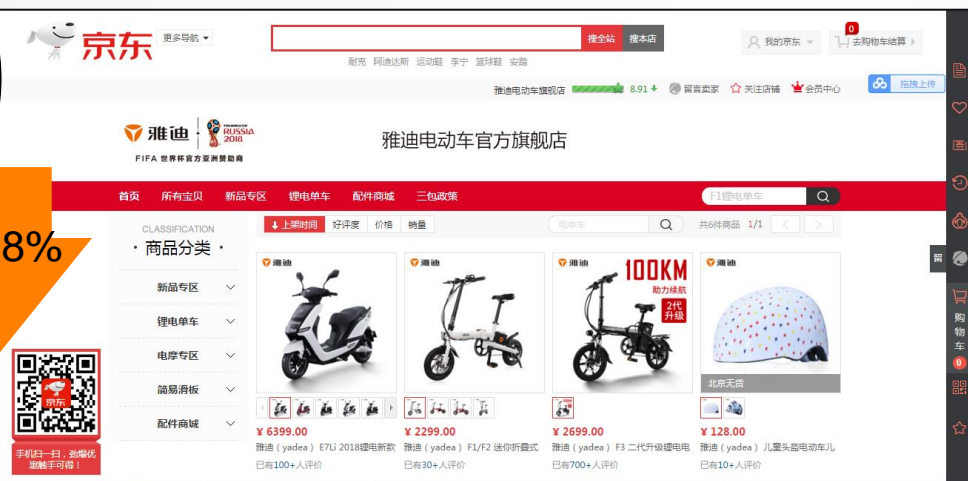 京东
更多导航
搜全站 搜本店
我的京东
0
去购物车结算
耐克 阿迪达斯 运动鞋 李宁 篮球鞋 安踏
雅迪电动车旗舰店 8.91 留言卖家 关注店铺 会员中心
拖拽上传
雅迪
RUSSIA
2018
FIFA 世界杯官方亚洲赞助商
雅迪电动车官方旗舰店
首页 所有宝贝 新品专区 锂电单车 配件商城 三包政策
F1锂电单车
8%
CLASSIFICATION
· 商品分类 ·
新品专区
锂电单车
电摩专区
简易滑板
配件商城
上架时间 好评度 价格 销量
电单车
共6件商品 1/1
雅迪
雅迪
雅迪
100KM
助力续航
2代
升级
雅迪
北京无货
¥ 6399.00
雅迪（yadea）E7Li 2018锂电新款
已有100+人评价
¥ 2299.00
雅迪（yadea）F1/F2 迷你折叠式
已有30+人评价
¥ 2699.00
雅迪（yadea）F3 二代升级锂电电
已有700+人评价
¥ 128.00
雅迪（yadea）儿童头盔电动车儿
已有10+人评价
京东
手机扫一扫，劲爆优
惠触手可得！
购
物
车
0